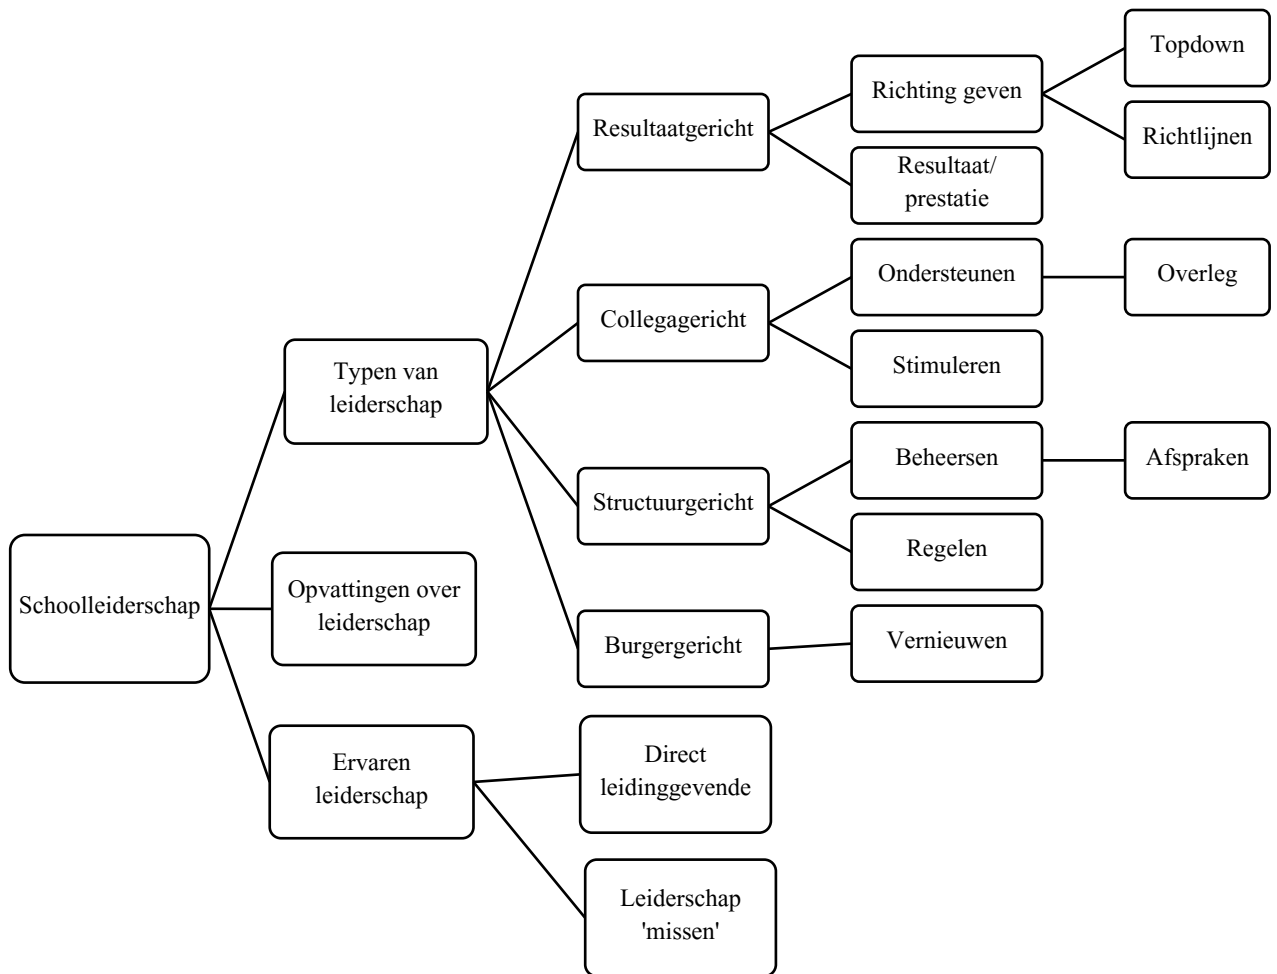 Topdown
Richting geven
Resultaatgericht
Richtlijnen
Resultaat/
prestatie
Ondersteunen
Overleg
Collegagericht
Stimuleren
Typen van
leiderschap
Beheersen
Afspraken
Structuurgericht
Regelen
Schoolleiderschap
Opvattingen over
leiderschap
Burgergericht
Vernieuwen
Ervaren
leiderschap
Direct
leidinggevende
Leiderschap
'missen'